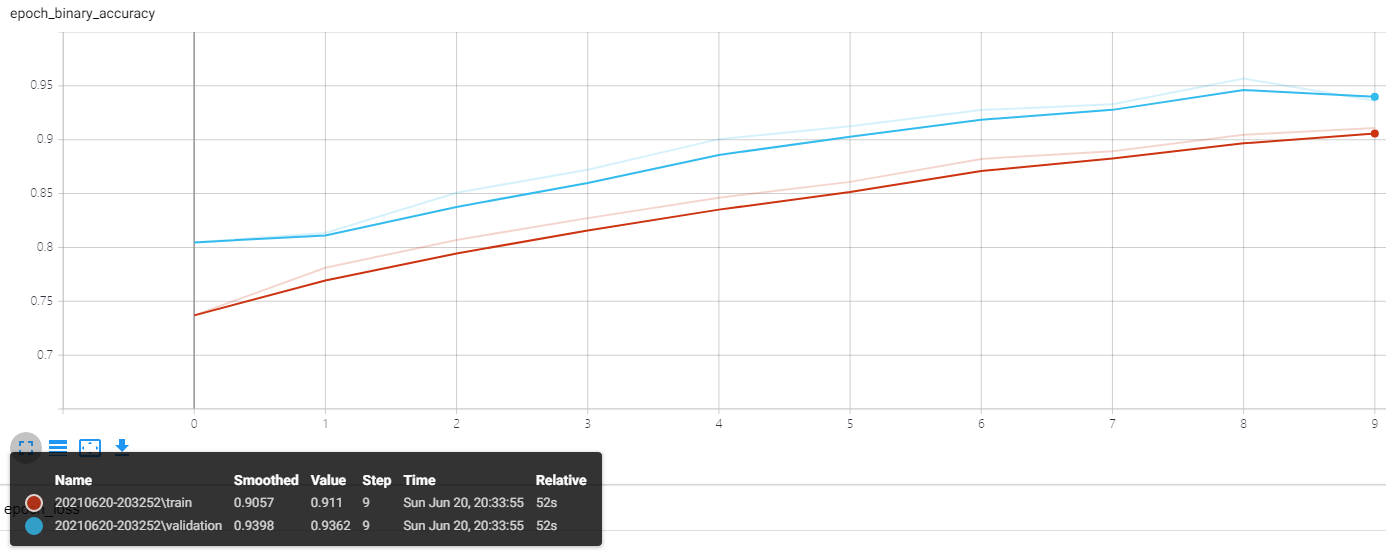 epoch_binary_accuracy
0.95
0.9
0.85
0.8
0.75
0.7
0 1 2 3 4 5 6 7 8 9
Name Smoothed Value Step Time Relative
20210620-203252\train 0.9057 0.911 9 Sun Jun 20, 20:33:55 52s
epoch_loss
20210620-203252\validation 0.9398 0.9362 9 Sun Jun 20, 20:33:55 52s